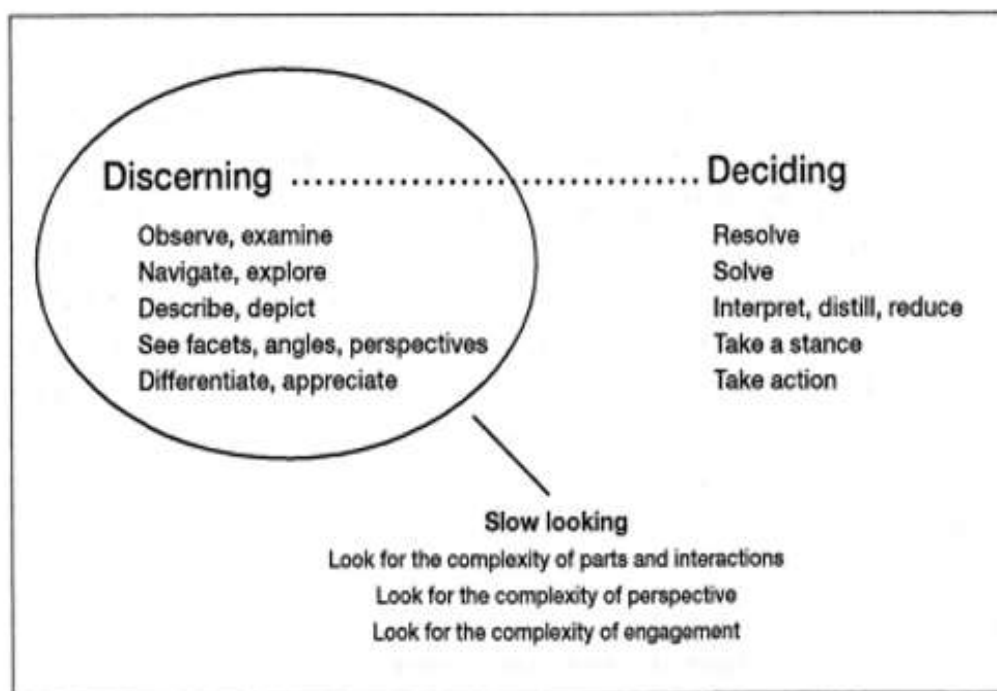 Discerning
Observe, examine
Navigate, explore
Describe, depict
See facets, angles, perspectives
Differentiate, appreciate
Deciding
Resolve
Solve
Interpret, distill, reduce
Take a stance
Take action
Slow looking
Look for the complexity of parts and interactions
Look for the complexity of perspective
Look for the complexity of engagement